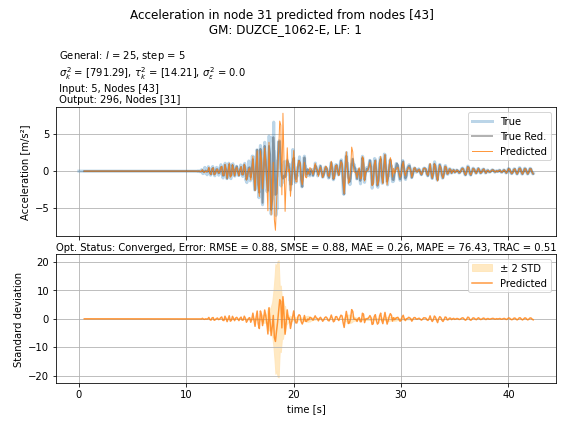 Acceleration in node 31 predicted from nodes [43]
GM: DUZCE_1062-E, LF: 1
General: l = 25, step = 5
σ²ₖ = [791.29], τ²ₖ = [14.21], σ²ε = 0.0
Input: 5, Nodes [43]
Output: 296, Nodes [31]
True
True Red.
Predicted
Acceleration [m/s²]
5
0
−5
Opt. Status: Converged, Error: RMSE = 0.88, SMSE = 0.88, MAE = 0.26, MAPE = 76.43, TRAC = 0.51
± 2 STD
Predicted
Standard deviation
20
10
0
−10
−20
0 10 20 30 40
time [s]